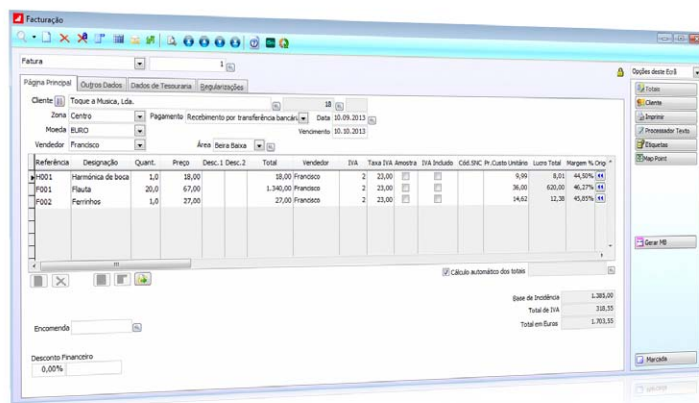 Facturação
Fatura 1
Opções deste Ecrã
Página Principal Outros Dados Dados de Tesouraria Regularizações
Totais
Cliente Toque a Musica, Lda. 18
Cliente
Zona Centro Pagamento Recebimento por transferência bancári Data 10.09.2013
Imprimir
Moeda EURO Vencimento 10.10.2013
Processador Texto
Vendedor Francisco Área Beira Baixa
Etiquetas
Map-Point
Referência Designação Quant. Preço Desc.1 Desc.2 Total Vendedor IVA Taxa IVA Amostra IVA Incluido Cód.SNC Pr.Custo Unitário Lucro Total Margem % Orig
H001 Harmónica de boca 1,0 18,00 18,00 Francisco 2 23,00 9,99 8,01 44,50%
F001 Flauta 20,0 67,00 1.340,00 Francisco 2 23,00 36,00 620,00 46,27%
F002 Ferrinhos 1,0 27,00 27,00 Francisco 2 23,00 14,62 12,38 45,85%
Gerar MB
Cálculo automático dos totais
Base de Incidência 1.385,00
Total de IVA 318,55
Total em Euros 1.703,55
Encomenda
Desconto Financeiro
0,00%
Marcada